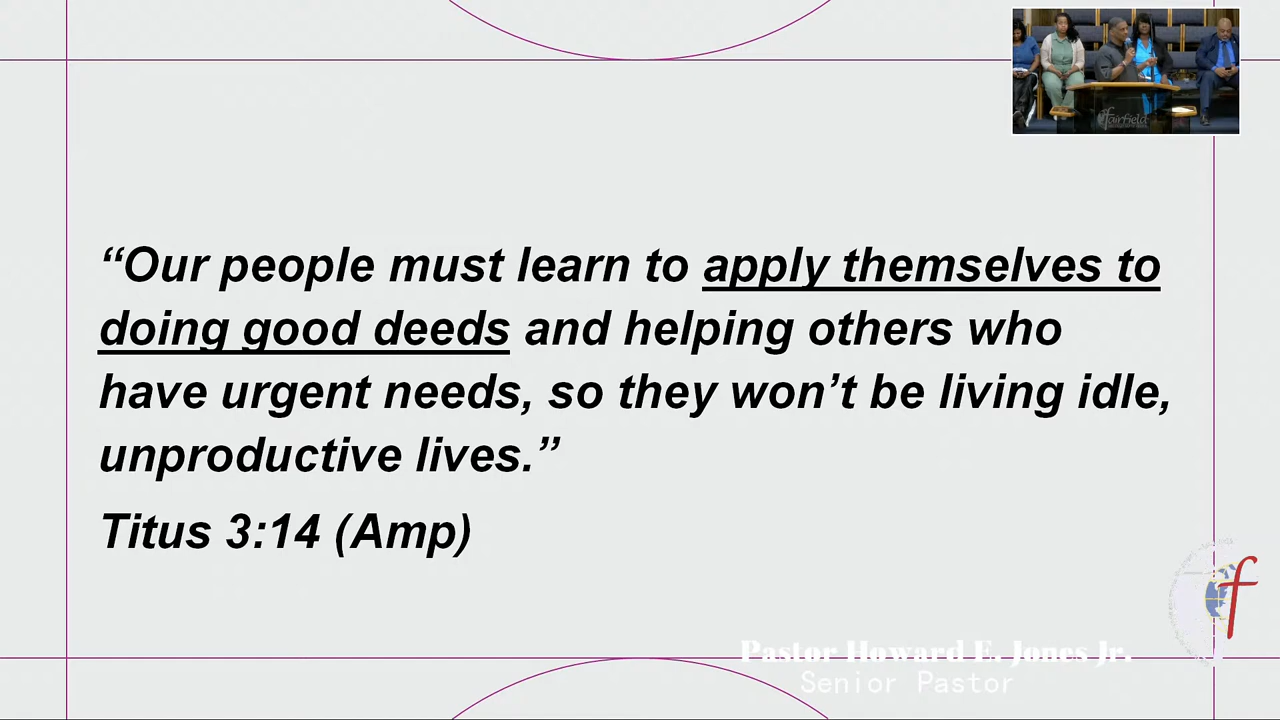 fairfield
“Our people must learn to apply themselves to
doing good deeds and helping others who
have urgent needs, so they won’t be living idle,
unproductive lives.”
Titus 3:14 (Amp)
f
Pastor Howard E. Jones Jr.
Senior Pastor